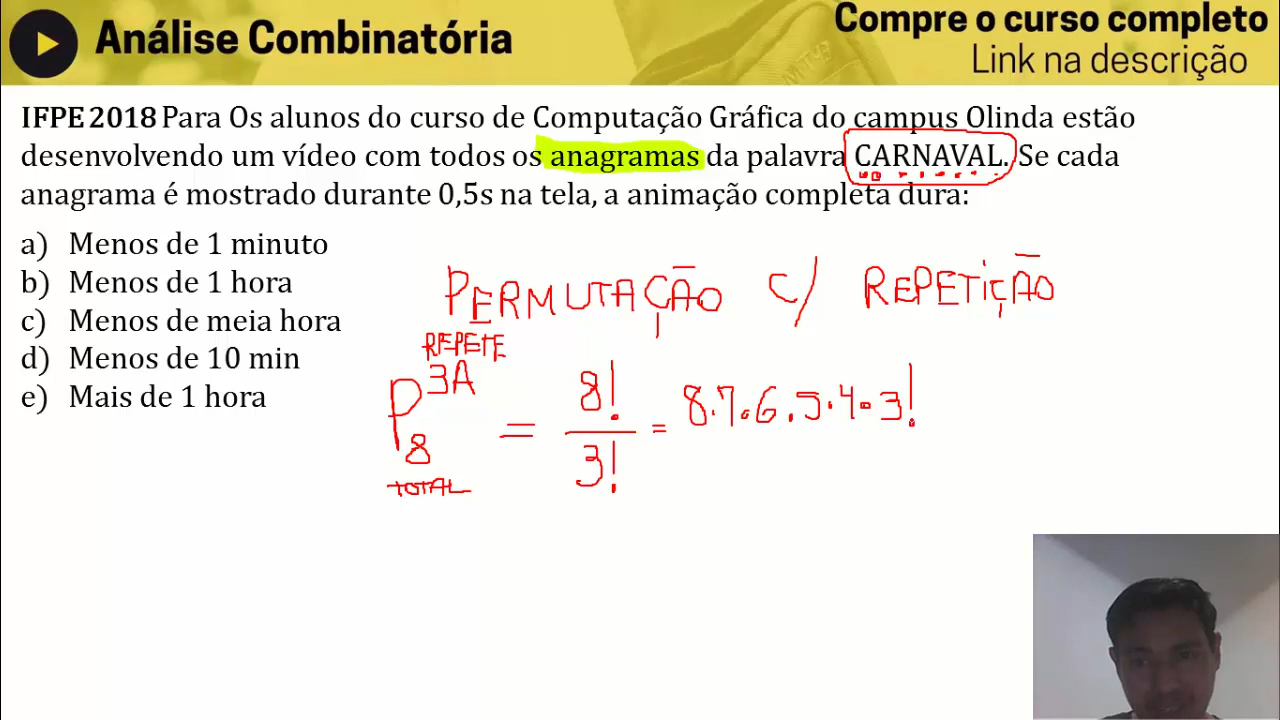 Análise Combinatória
Compre o curso completo
Link na descrição
IFPE 2018 Para Os alunos do curso de Computação Gráfica do campus Olinda estão
desenvolvendo um vídeo com todos os anagramas da palavra CARNAVAL. Se cada
anagrama é mostrado durante 0,5s na tela, a animação completa dura:
a) Menos de 1 minuto
b) Menos de 1 hora
c) Menos de meia hora
d) Menos de 10 min
e) Mais de 1 hora
PERMUTAÇÃO C/ REPETIÇÃO
REPETE
P 8 3A = 8!/3! = 8.7.6.5.4.3!
TOTAL